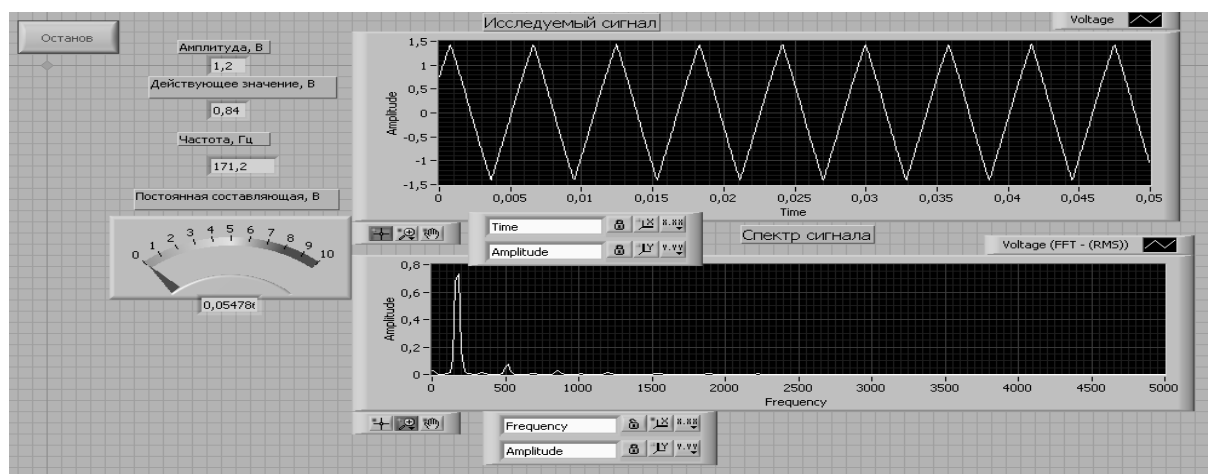 Останов
Амплитуда, В
1,2
Действующее значение, В
0,84
Частота, Гц
171,2
Постоянная составляющая, В
0 1 2 3 4 5 6 7 8 9 10
0,05478
Исследуемый сигнал
Voltage
Amplitude
1,5
1
0,5
0
-0,5
-1
-1,5
0 0,005 0,01 0,015 0,02 0,025 0,03 0,035 0,04 0,045 0,05
Time
Time
Amplitude
Спектр сигнала
Voltage (FFT - (RMS))
Amplitude
0,8
0,6
0,4
0,2
0
0 500 1000 1500 2000 2500 3000 3500 4000 4500 5000
Frequency
Frequency
Amplitude